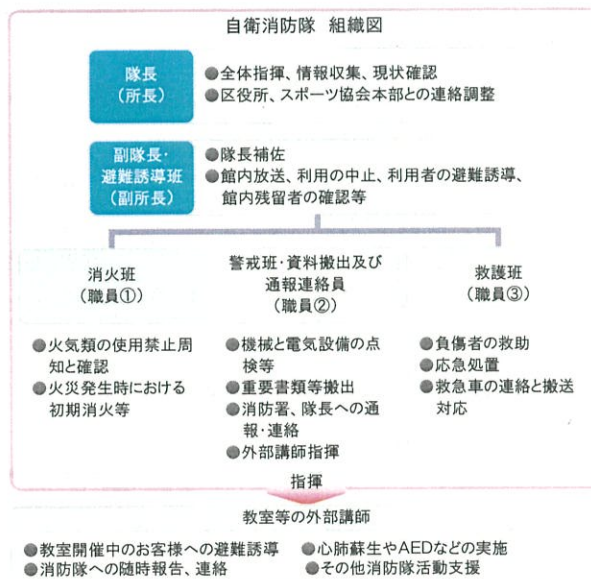 自衛消防隊 組織図
隊長
(所長)
●全体指揮、情報収集、現状確認
●区役所、スポーツ協会本部との連絡調整
副隊長・
避難誘導班
(副所長)
●隊長補佐
●館内放送、利用の中止、利用者の避難誘導、
館内残留者の確認等
消火班
(職員①)
●火気類の使用禁止周
知と確認
●火災発生時における
初期消火等
警戒班・資料搬出及び
通報連絡員
(職員②)
●機械と電気設備の点
検等
●重要書類等搬出
●消防署、隊長への通
報・連絡
●外部講師指揮
救護班
(職員③)
●負傷者の救助
●応急処置
●救急車の連絡と搬送
対応
指揮
教室等の外部講師
●教室開催中のお客様への避難誘導
●消防隊への随時報告、連絡
●心肺蘇生やAEDなどの実施
●その他消防隊活動支援